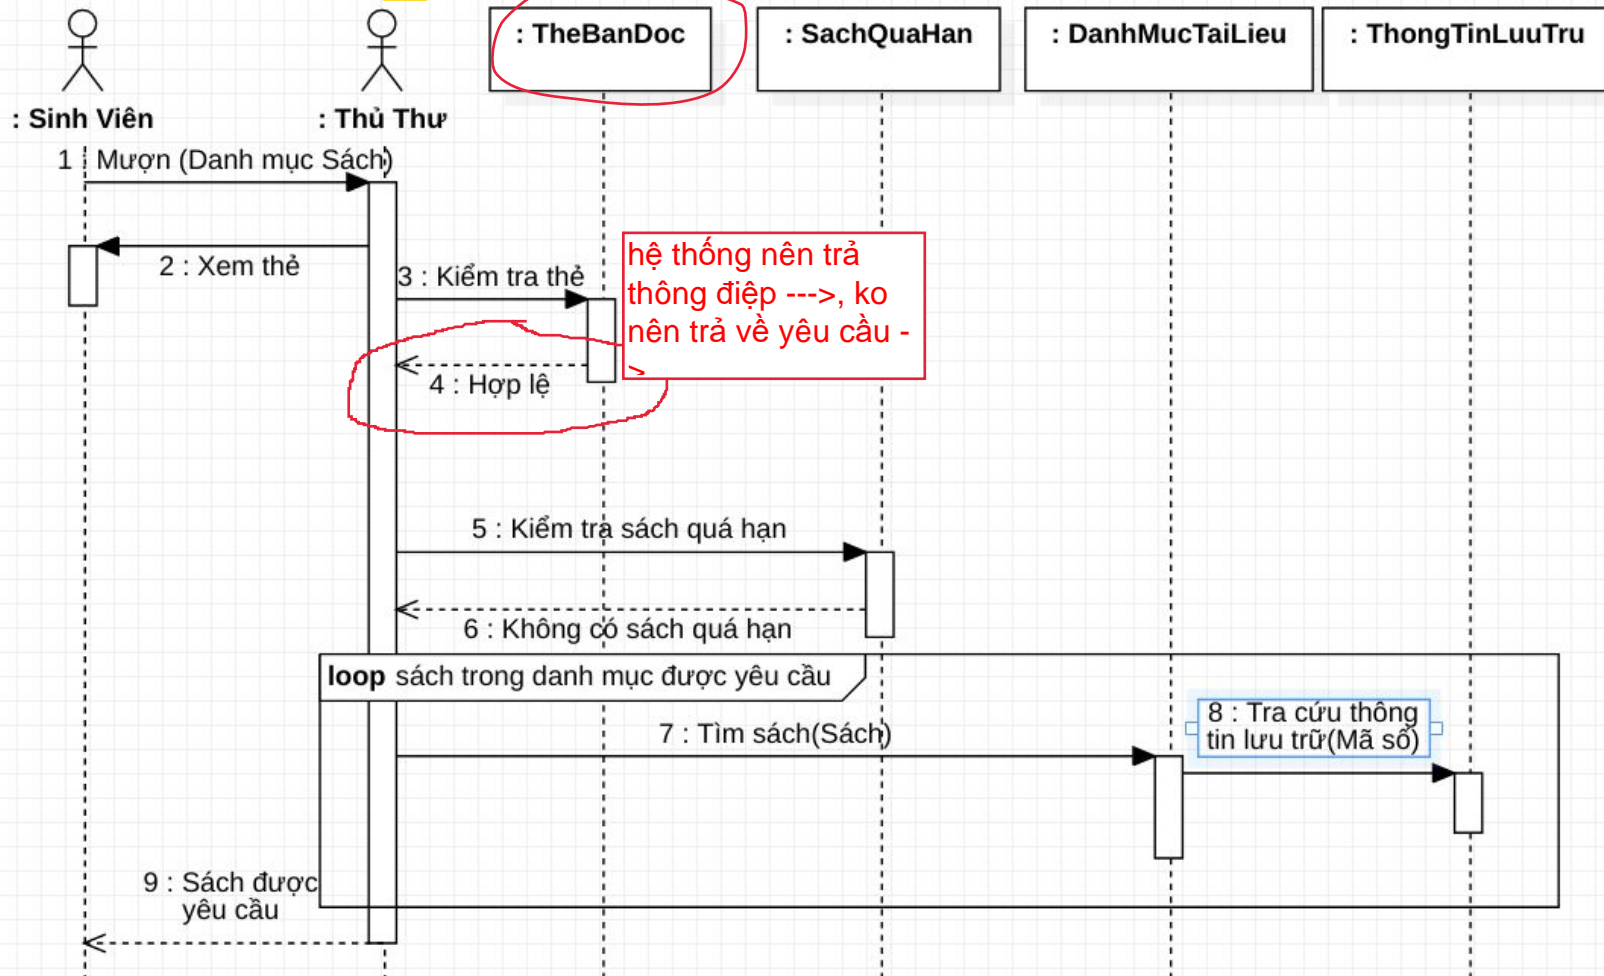 : TheBanDoc
: SachQuaHan
: DanhMucTaiLieu
: ThongTinLuuTru
: Sinh Viên
: Thủ Thư
1 : Mượn (Danh mục Sách)
2 : Xem thẻ
3 : Kiểm tra thẻ
hệ thống nên trả
thông điệp --->, ko
nên trả về yêu cầu -
>
4 : Hợp lệ
5 : Kiểm tra sách quá hạn
6 : Không có sách quá hạn
loop sách trong danh mục được yêu cầu
7 : Tìm sách(Sách)
8 : Tra cứu thông
tin lưu trữ(Mã số)
9 : Sách được
yêu cầu